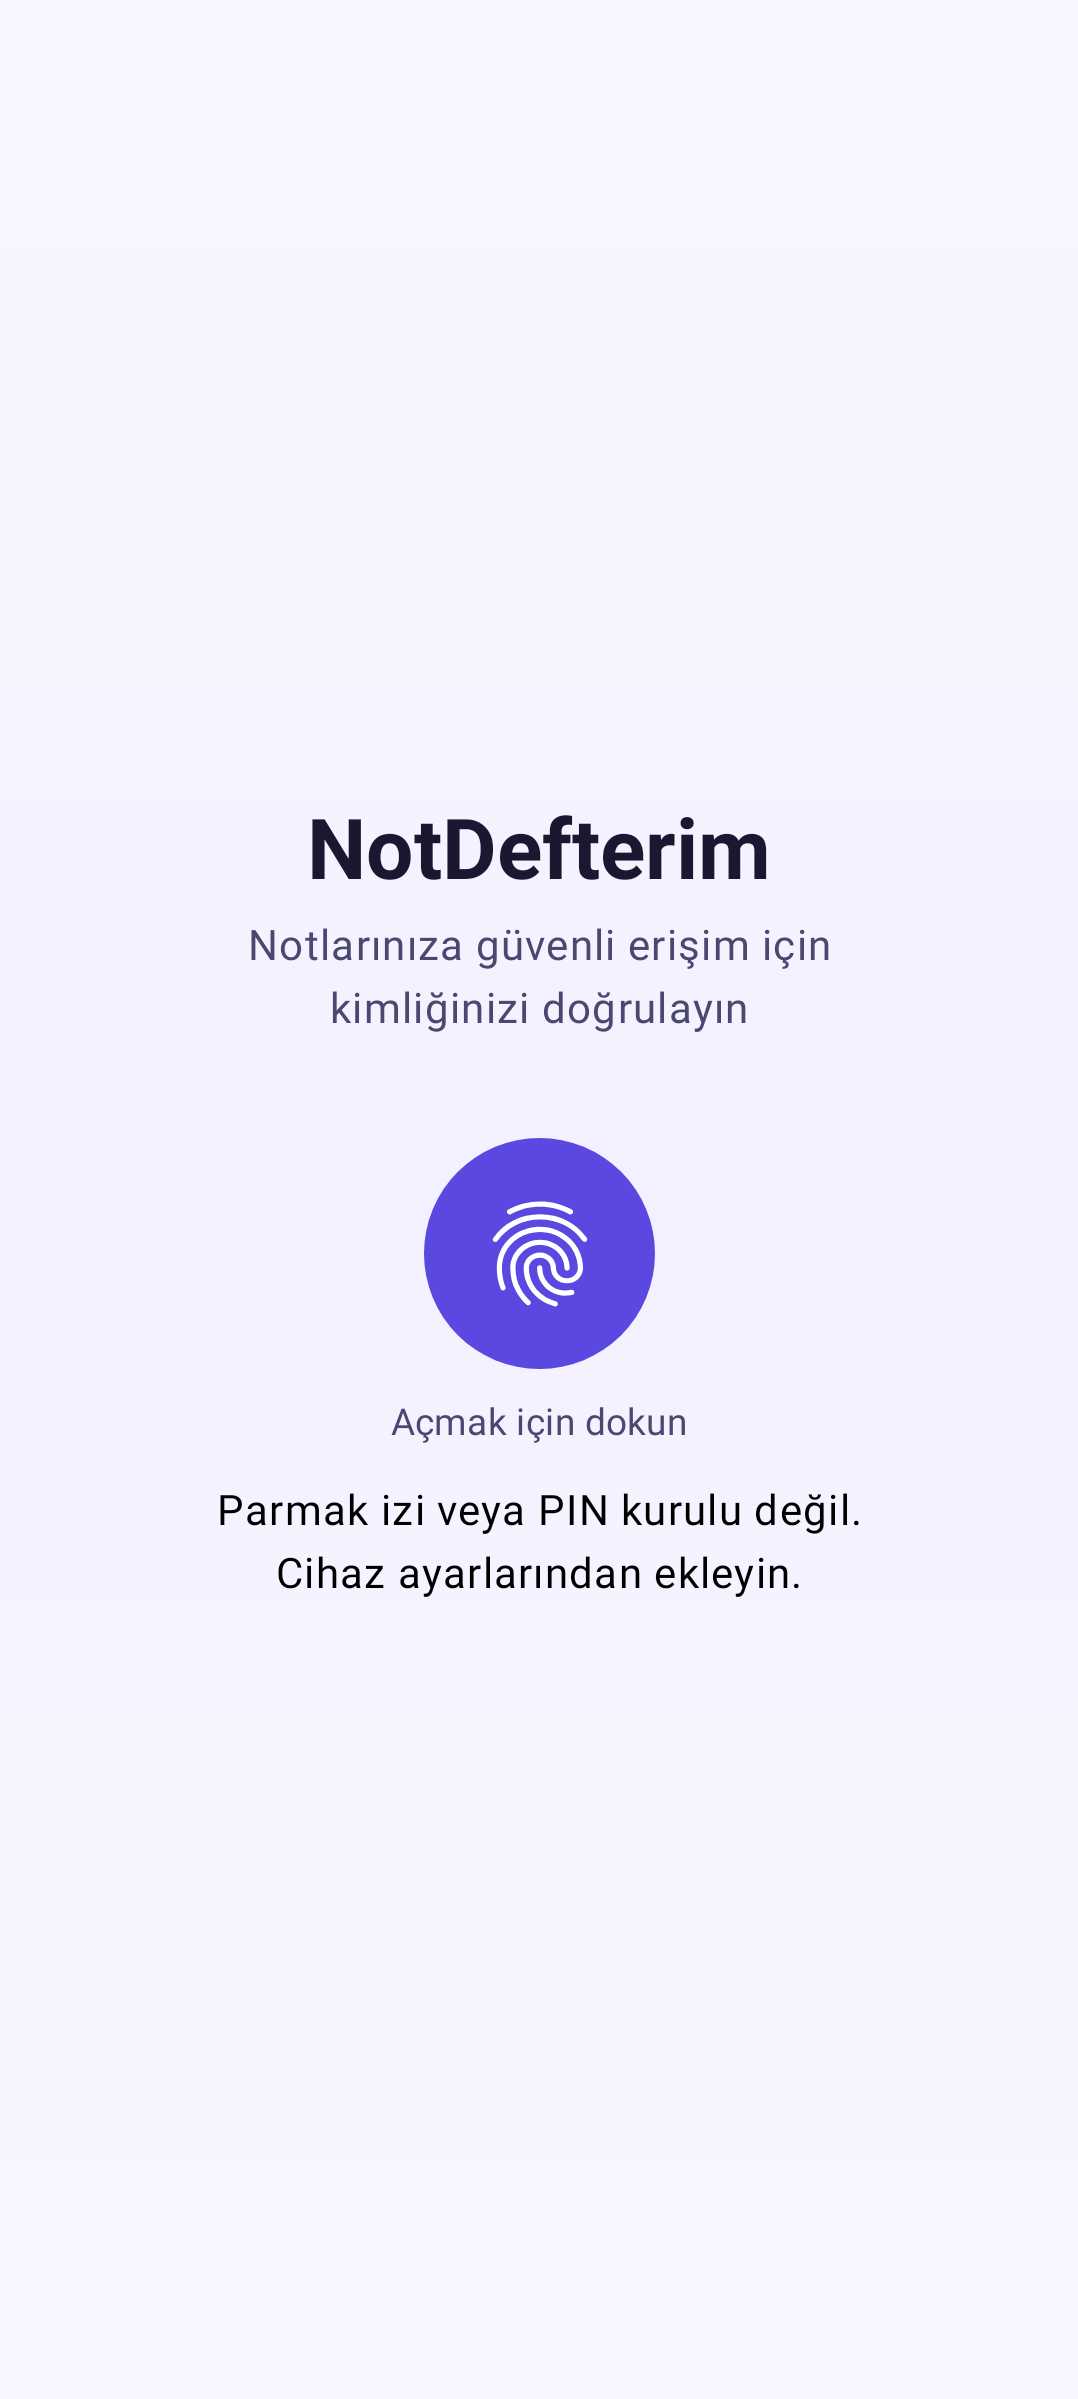 NotDefterim
Notlarınıza güvenli erişim için
kimliğinizi doğrulayın
Açmak için dokun
Parmak izi veya PIN kurulu değil.
Cihaz ayarlarından ekleyin.